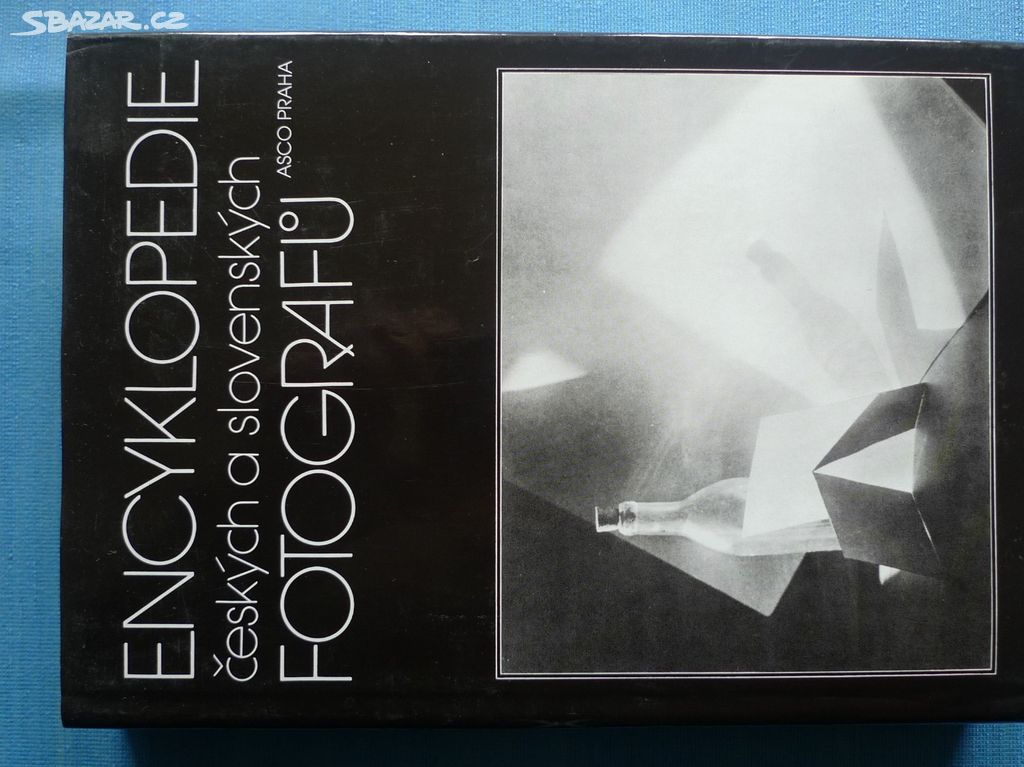 SBAZAR.CZ
ENCYKLOPEDIE
českých a slovenských
FOTOGRAFŮ
ASCO PRAHA